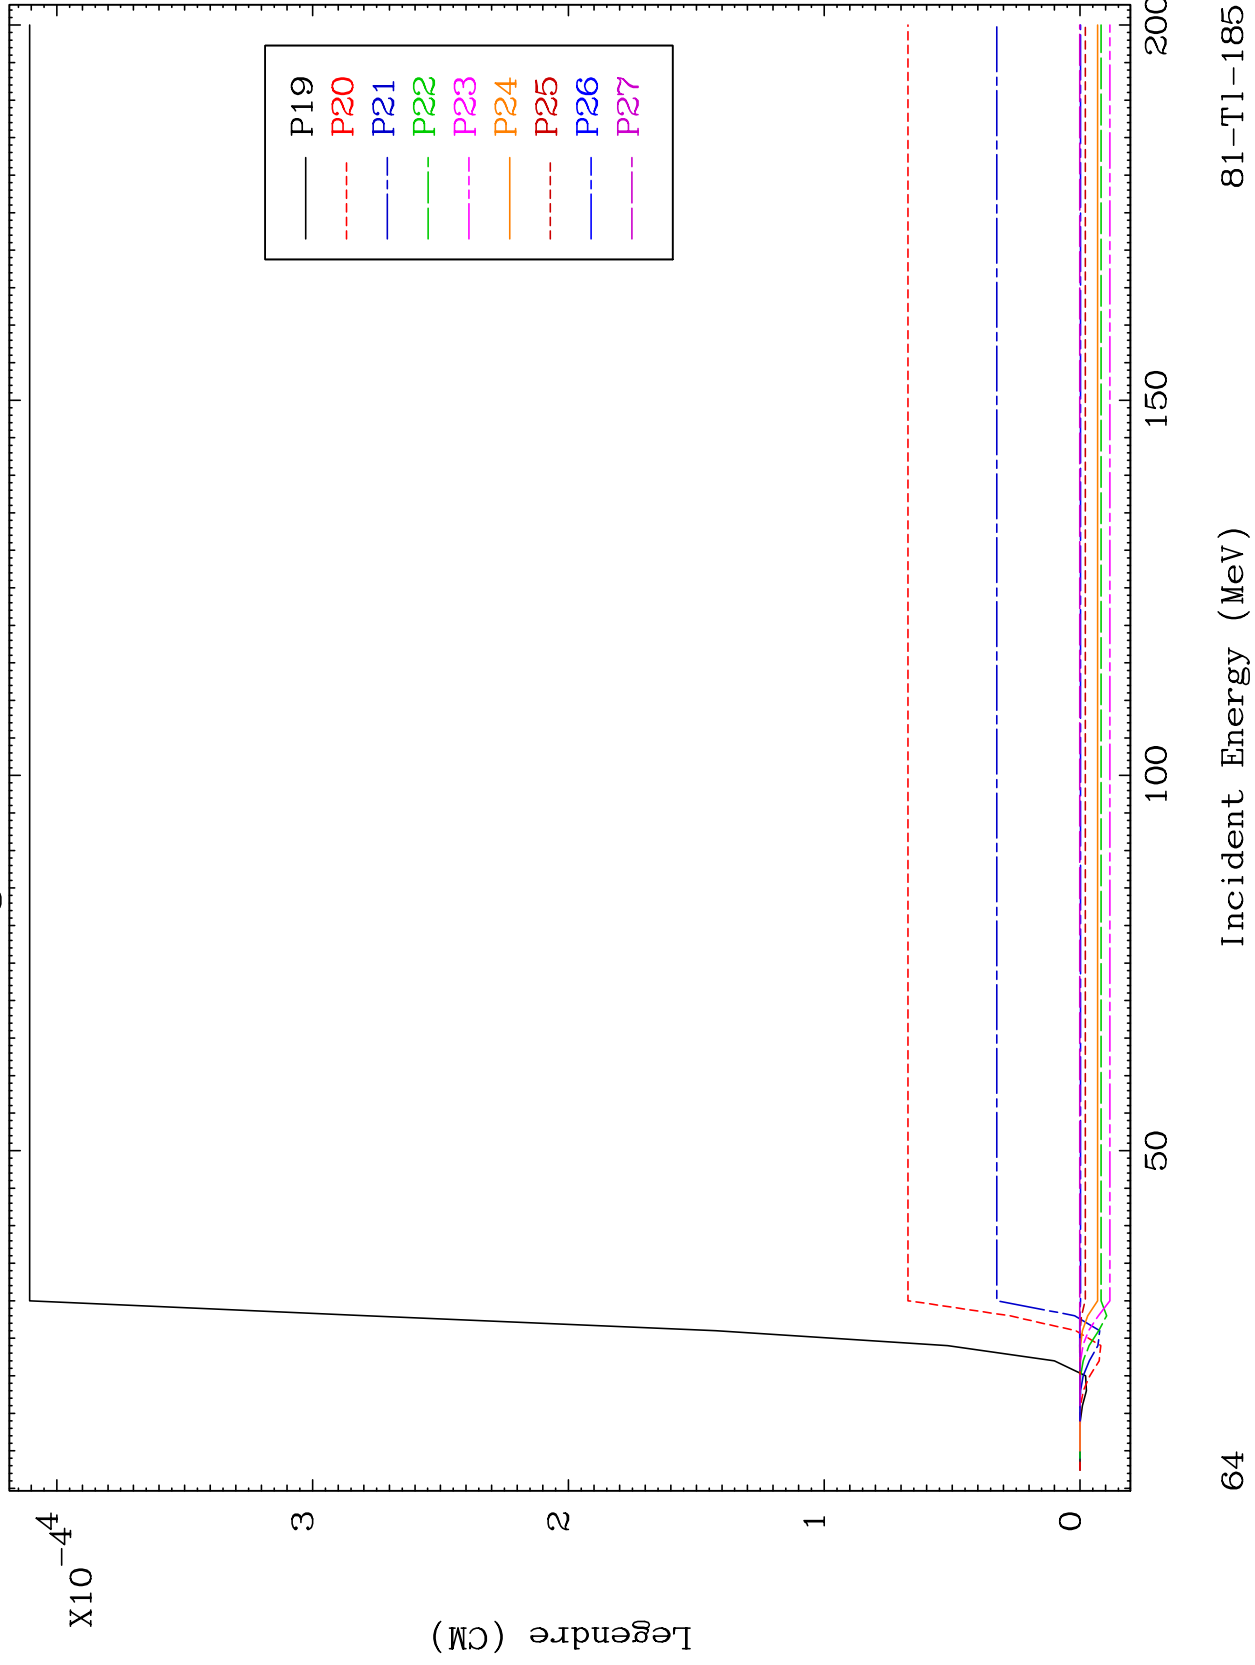 X10-4
4
3
2
1
0
Legendre (CM)
P19
P20
P21
P22
P23
P24
P25
P26
P27
50
100
150
200
Incident Energy (MeV)
64
81-Tl-185